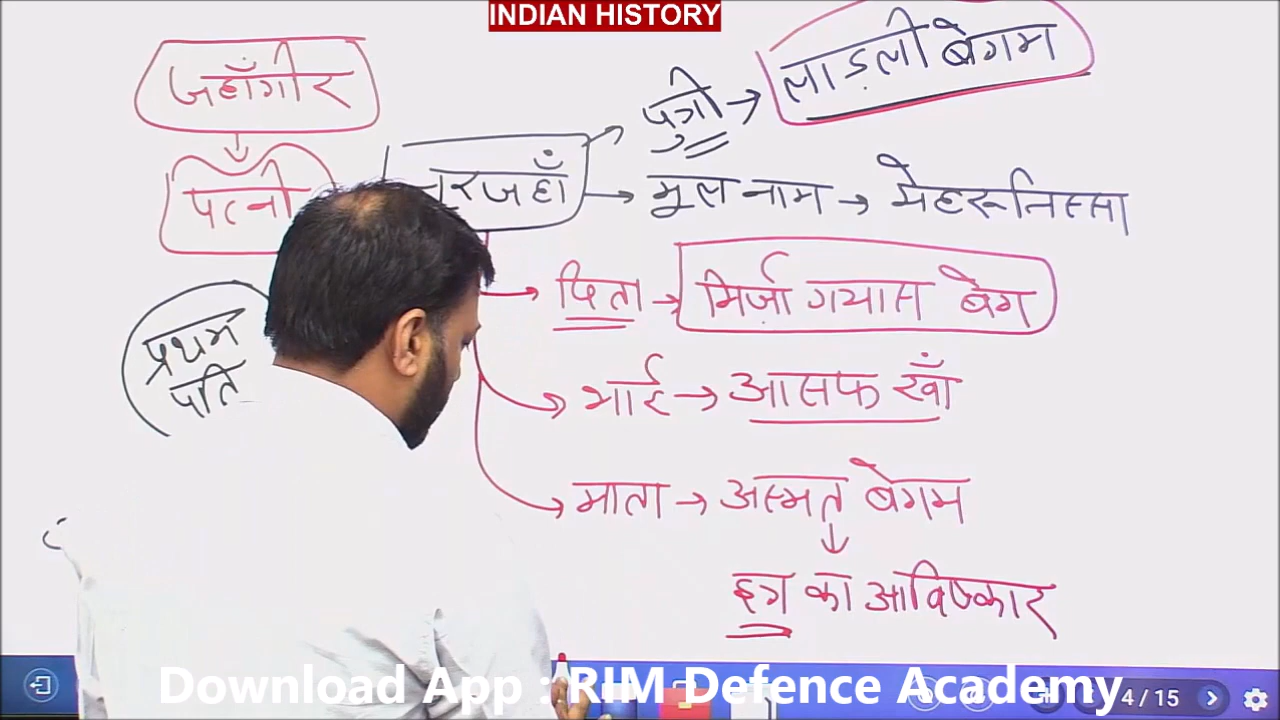 INDIAN HISTORY
जहाँगीर
पुत्री → लाड़ली बेगम
पत्नी
नूरजहाँ → मूल नाम → मेहरुन्निसा
पिता → मिर्ज़ा गयास बेग
प्रथम
पति
भाई → आसफ खाँ
माता → अस्मत बेगम
इत्र का आविष्कार
Download App : RIM Defence Academy
4 / 15